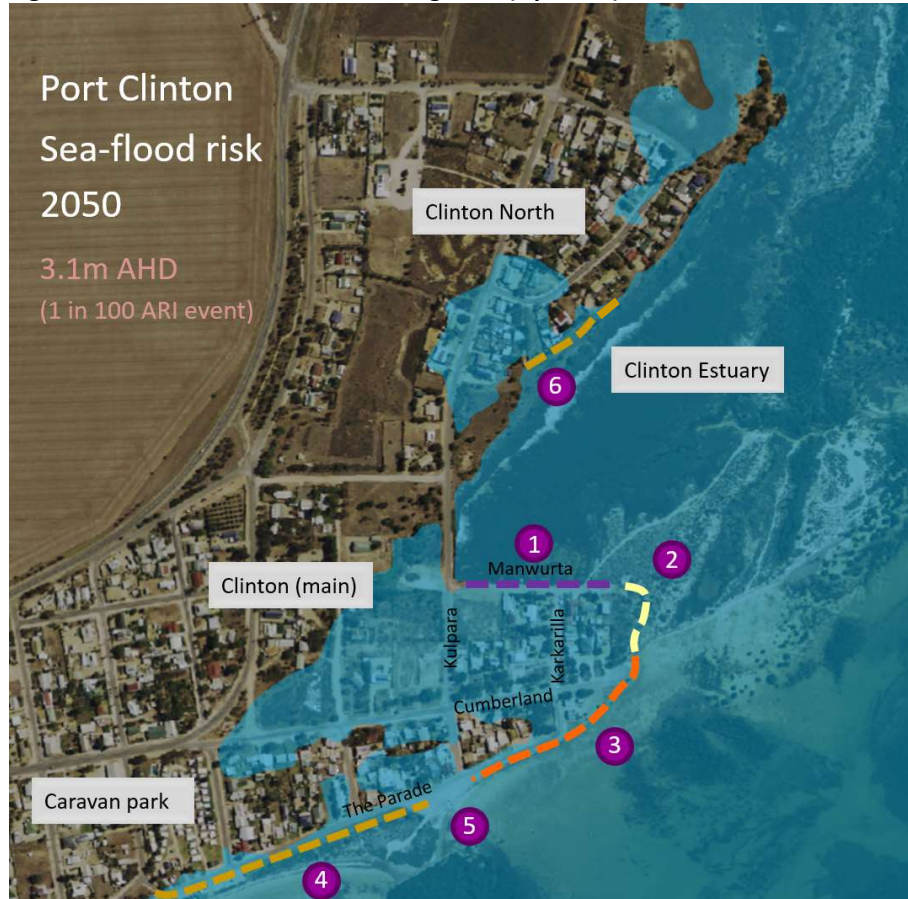 Port Clinton
Sea-flood risk
2050
3.1m AHD
(1 in 100 ARI event)
Clinton North
Clinton Estuary
6
1
Manwurta
2
Clinton (main)
Kulpara
Karkarilla
Cumberland
3
Caravan park
The Parade
5
4